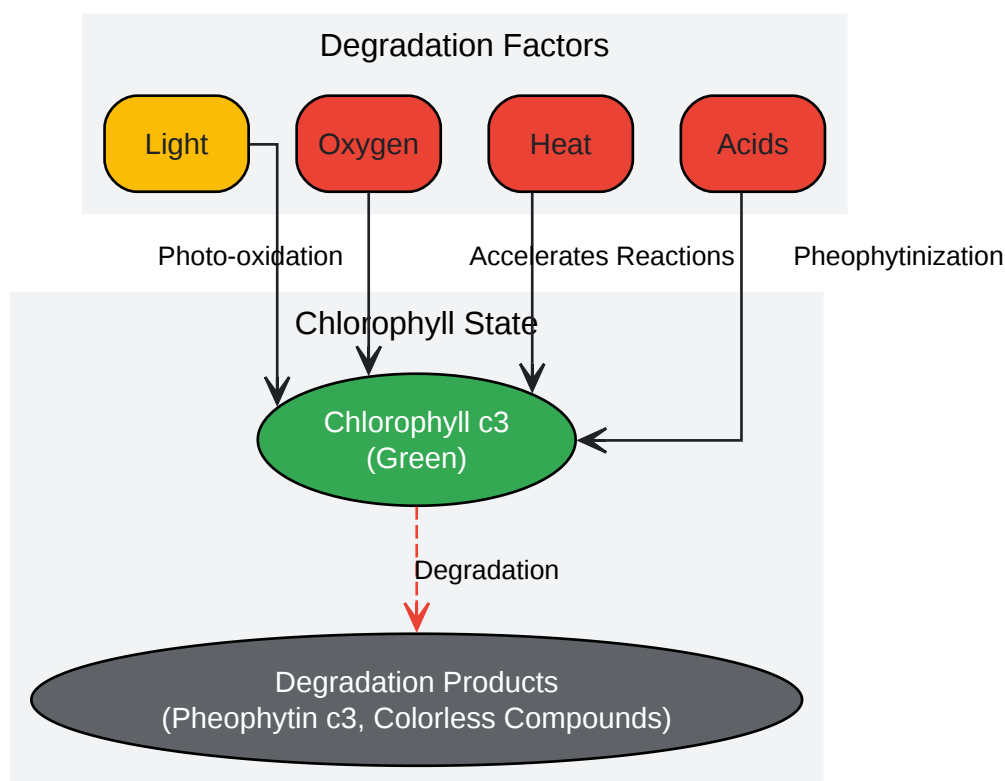 Degradation Factors
Light
Oxygen
Heat
Acids
Photo-oxidation
Accelerates Reactions
Pheophytinization
Chlorophyll State
Chlorophyll c3
(Green)
Degradation
Degradation Products
(Pheophytin c3, Colorless Compounds)